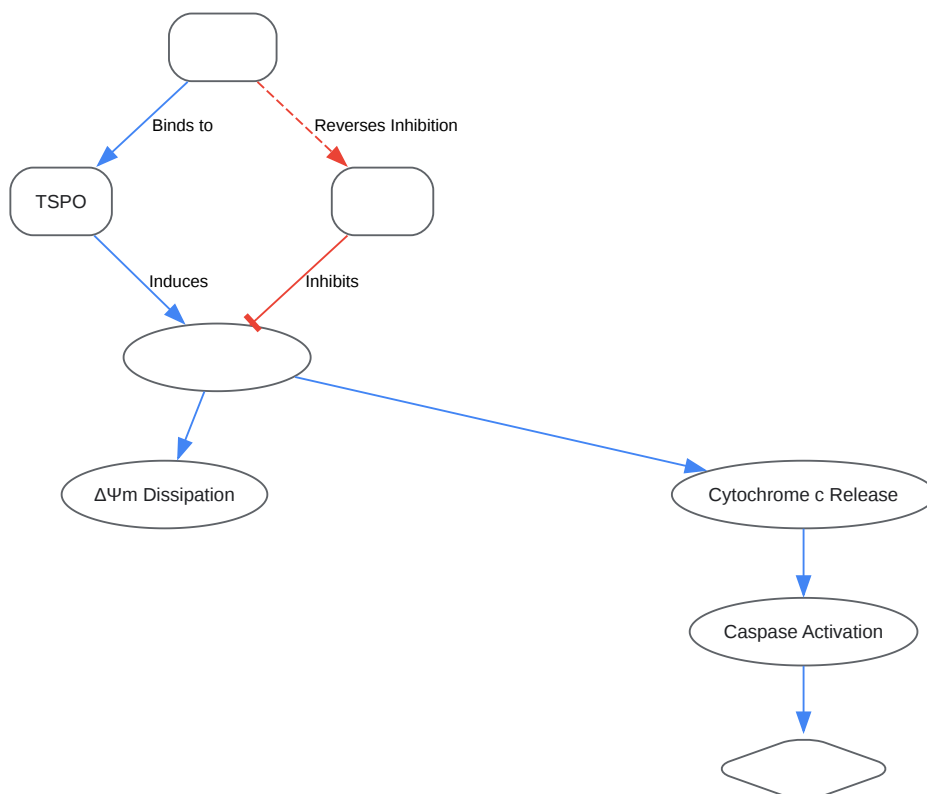 Binds to
Reverses Inhibition
TSPO
Induces
Inhibits
ΔΨm Dissipation
Cytochrome c Release
Caspase Activation